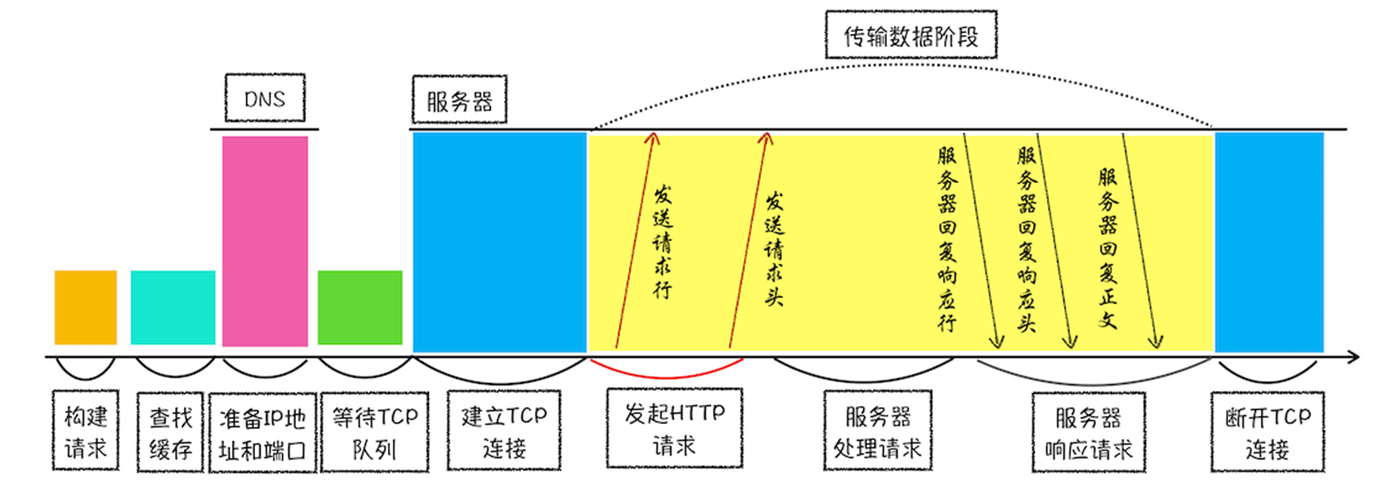 传输数据阶段
DNS
服务器
发送请求行
发送请求头
服务器回复响应行
服务器回复响应头
服务器回复正文
构建
请求
查找
缓存
准备IP地
址和端口
等待TCP
队列
建立TCP
连接
发起HTTP
请求
服务器
处理请求
服务器
响应请求
断开TCP
连接